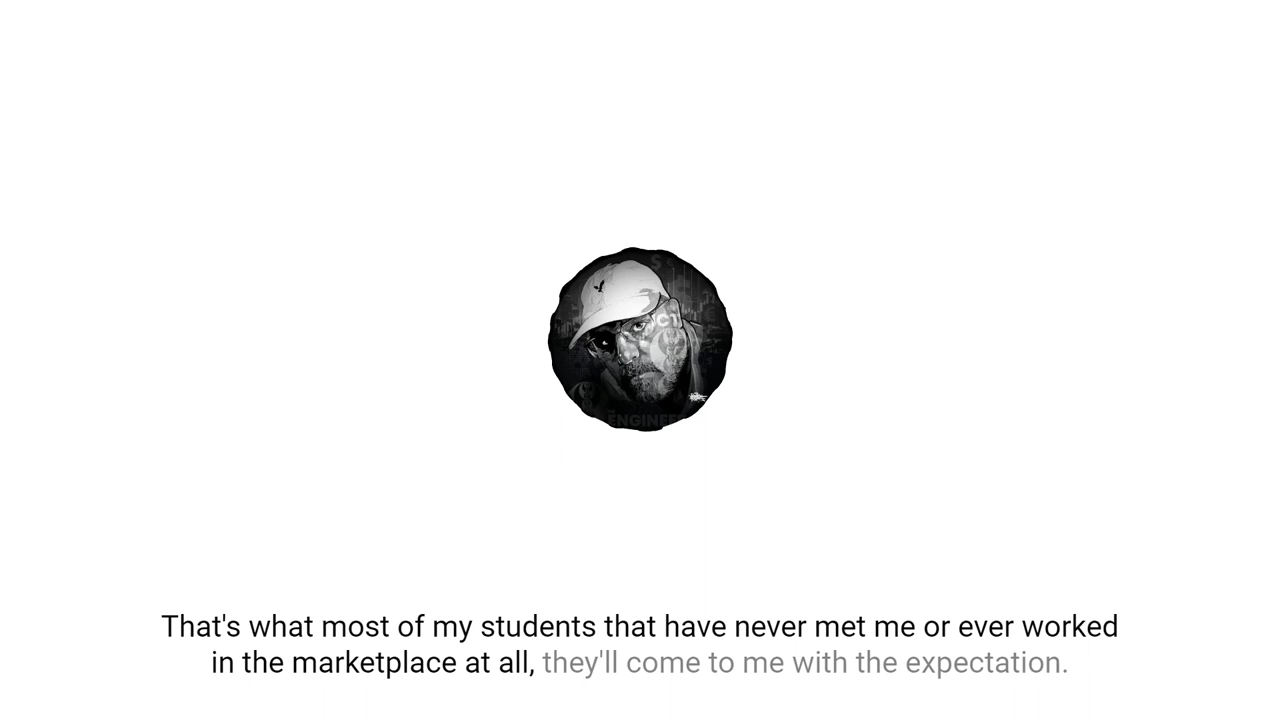 ENGINEE
That's what most of my students that have never met me or ever worked
in the marketplace at all, they'll come to me with the expectation.